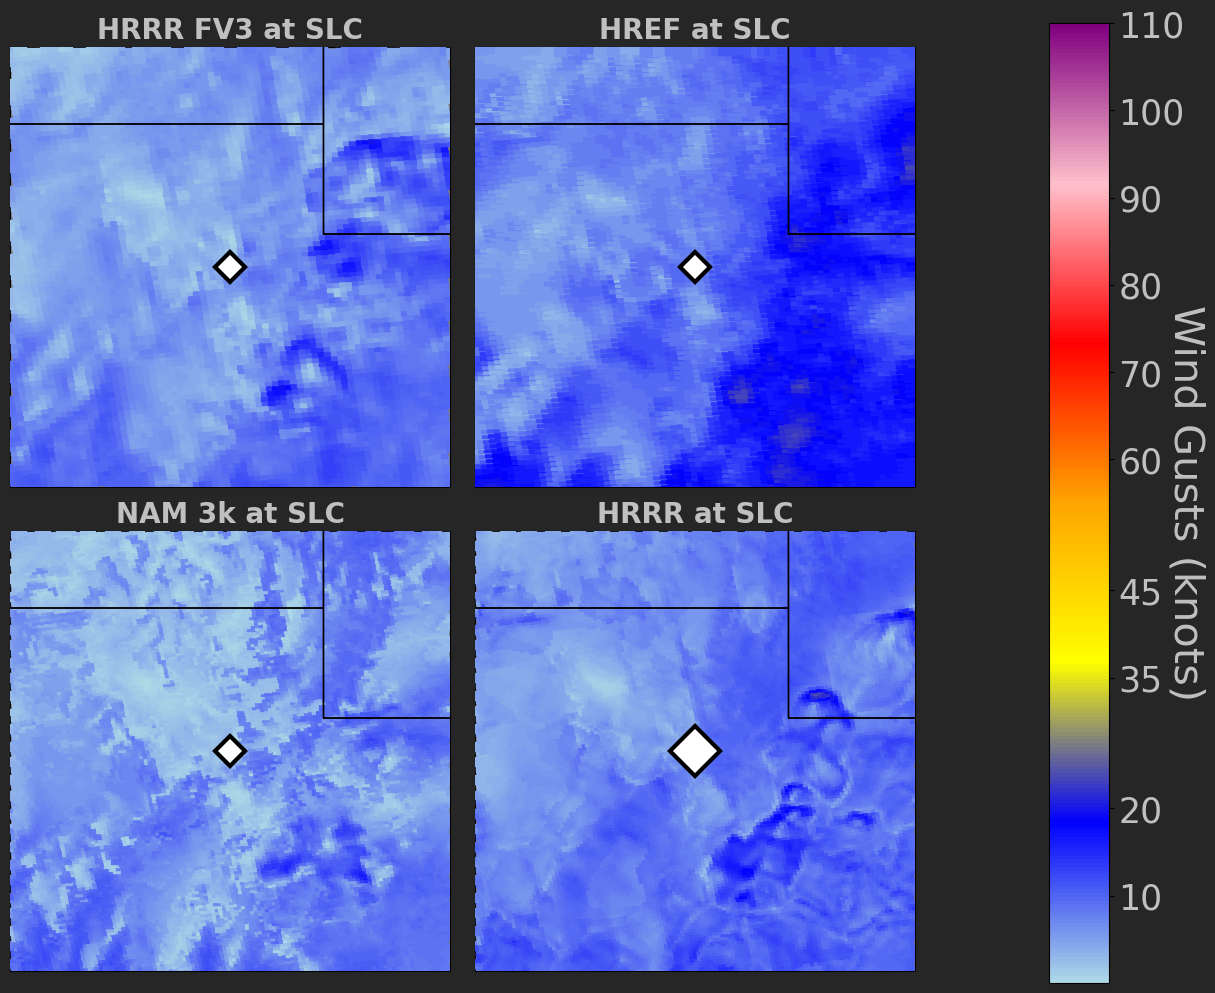 HRRR FV3 at SLC
HREF at SLC
NAM 3k at SLC
HRRR at SLC
110
100
90
80
70
60
45
35
20
10
Wind Gusts (knots)